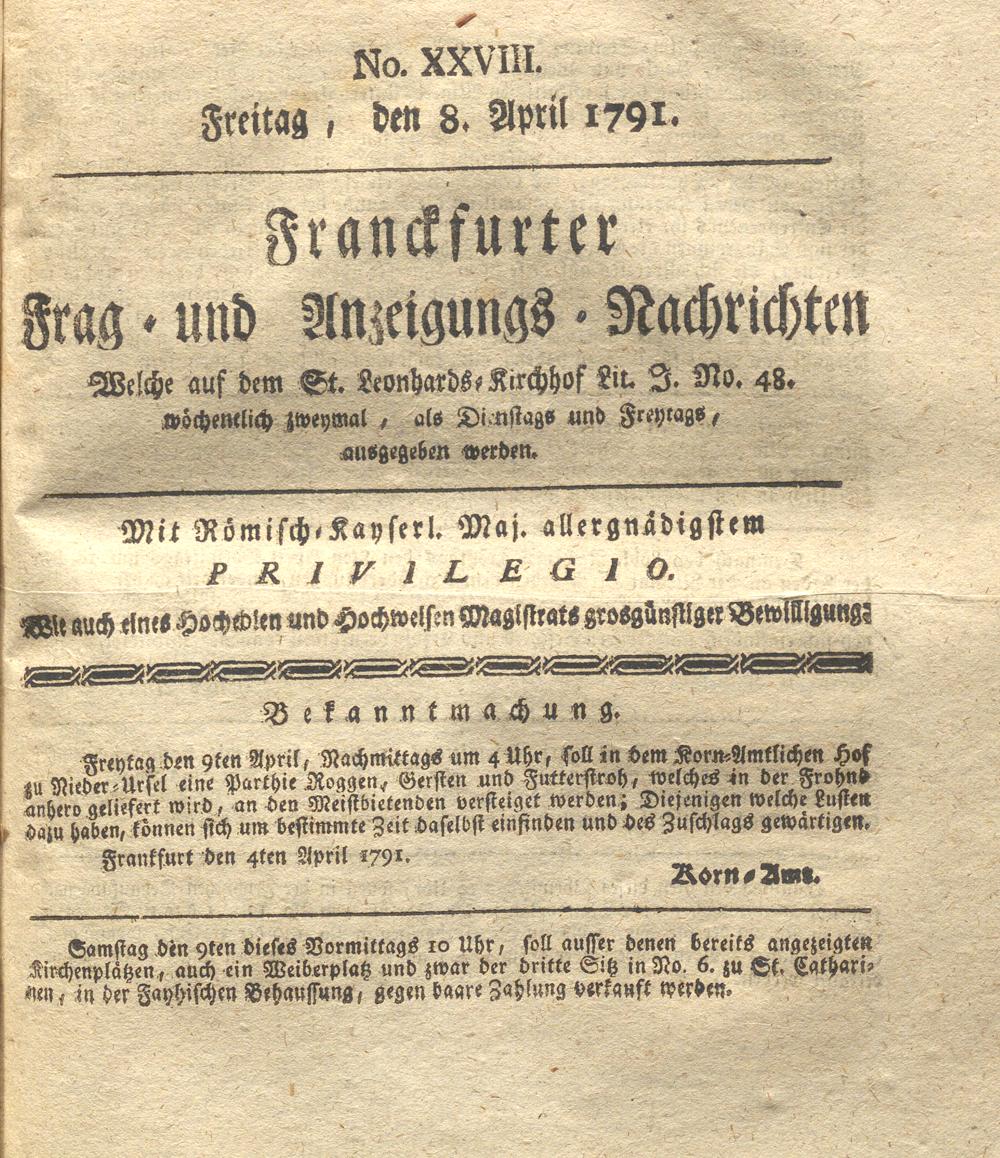 No. XXVIII.
Freitag, den 8. April 1791.
Franckfurter
Frag- und Anzeigungs-Nachrichten
Welche auf dem St. Leonhards-Kirchhof Lit. J. No. 48.
wöchentlich zweymal, als Dienstags und Freytags,
ausgegeben werden.
Mit Römisch-Kayserl. Maj. allergnädigstem
PRIVILEGIO.
Wie auch eines Hochedlen und Hochweisen Magistrats grosgünstiger Bewilligung.
Bekanntmachung.
Freytag den 9ten April, Nachmittags um 4 Uhr, soll in dem Korn-Amtlichen Hof
zu Nieder-Ursel eine Parthie Roggen, Gersten und Futterstroh, welches in der Frohnd
anhero geliefert wird, an den Meistbietenden versteiget werden; Diejenigen welche Lusten
dazu haben, können sich um bestimmte Zeit daselbst einfinden und des Zuschlags gewärtigen.
Frankfurt den 4ten April 1791.
Korn-Amt.
Samstag den 9ten dieses Vormittags 10 Uhr, soll ausser denen bereits angezeigten
Kirchenplätzen, auch ein Weiberplatz und zwar der dritte Sitz in No. 6. zu St. Cathari-
nen, in der Fayhischen Behaussung, gegen baare Zahlung verkauft werden.